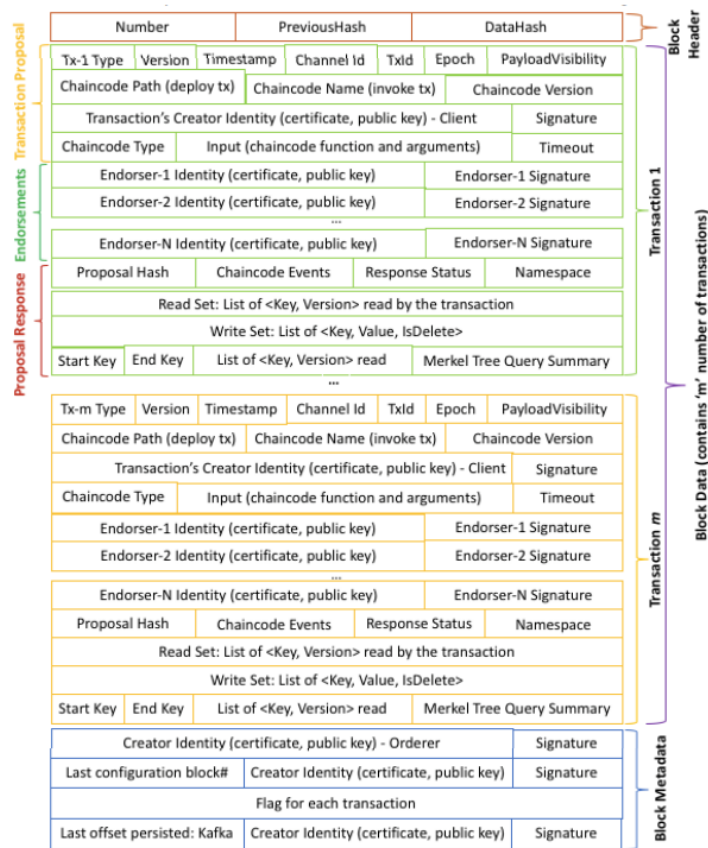 Number PreviousHash DataHash
Block Header
Tx-1 Type Version Timestamp Channel Id TxId Epoch PayloadVisibility
Chaincode Path (deploy tx) Chaincode Name (invoke tx) Chaincode Version
Transaction's Creator Identity (certificate, public key) - Client Signature
Chaincode Type Input (chaincode function and arguments) Timeout
Transaction Proposal
Endorser-1 Identity (certificate, public key) Endorser-1 Signature
Endorser-2 Identity (certificate, public key) Endorser-2 Signature
...
Endorser-N Identity (certificate, public key) Endorser-N Signature
Endorsements
Proposal Hash Chaincode Events Response Status Namespace
Read Set: List of <Key, Version> read by the transaction
Write Set: List of <Key, Value, IsDelete>
Start Key End Key List of <Key, Version> read Merkel Tree Query Summary
Proposal Response
Transaction 1
...
Tx-m Type Version Timestamp Channel Id TxId Epoch PayloadVisibility
Chaincode Path (deploy tx) Chaincode Name (invoke tx) Chaincode Version
Transaction's Creator Identity (certificate, public key) - Client Signature
Chaincode Type Input (chaincode function and arguments) Timeout
Endorser-1 Identity (certificate, public key) Endorser-1 Signature
Endorser-2 Identity (certificate, public key) Endorser-2 Signature
...
Endorser-N Identity (certificate, public key) Endorser-N Signature
Proposal Hash Chaincode Events Response Status Namespace
Read Set: List of <Key, Version> read by the transaction
Write Set: List of <Key, Value, IsDelete>
Start Key End Key List of <Key, Version> read Merkel Tree Query Summary
Transaction m
Block Data (contains 'm' number of transactions)
Creator Identity (certificate, public key) - Orderer Signature
Last configuration block# Creator Identity (certificate, public key) Signature
Flag for each transaction
Last offset persisted: Kafka Creator Identity (certificate, public key) Signature
Block Metadata